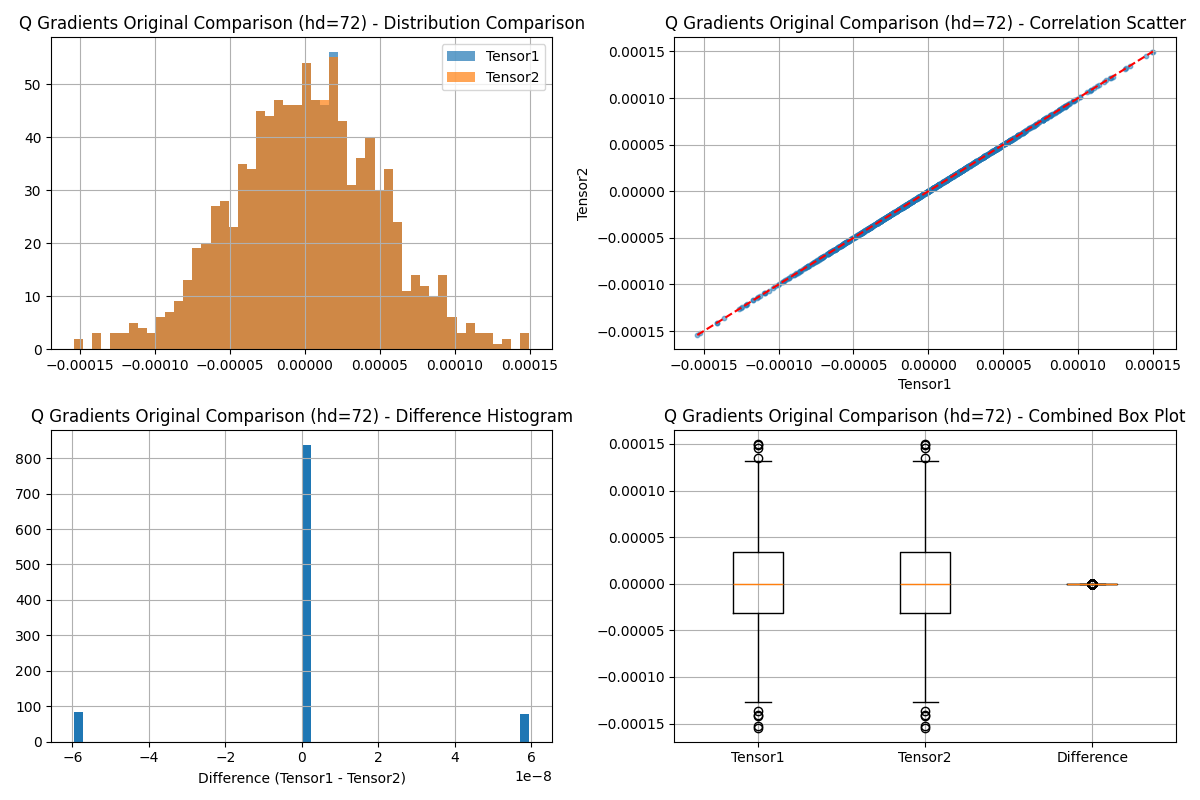 Q Gradients Original Comparison (hd=72) - Distribution Comparison
Tensor1
Tensor2
50
40
30
20
10
0
−0.00015 −0.00010 −0.00005 0.00000 0.00005 0.00010 0.00015
Q Gradients Original Comparison (hd=72) - Correlation Scatter
Tensor2
0.00015
0.00010
0.00005
0.00000
−0.00005
−0.00010
−0.00015
−0.00015 −0.00010 −0.00005 0.00000 0.00005 0.00010 0.00015
Tensor1
Q Gradients Original Comparison (hd=72) - Difference Histogram
800
700
600
500
400
300
200
100
0
−6 −4 −2 0 2 4 6
1e−8
Difference (Tensor1 - Tensor2)
Q Gradients Original Comparison (hd=72) - Combined Box Plot
0.00015
0.00010
0.00005
0.00000
−0.00005
−0.00010
−0.00015
Tensor1 Tensor2 Difference